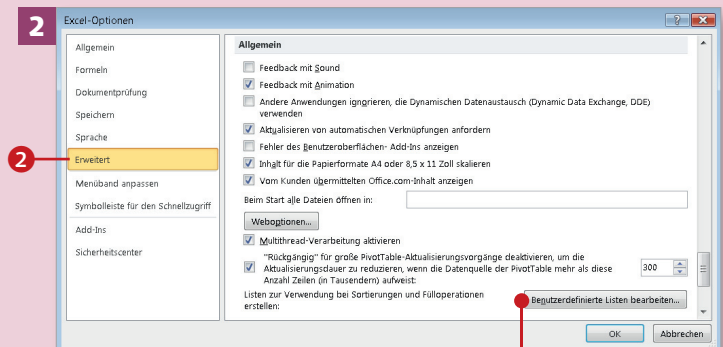 2
Excel-Optionen
Allgemein
Formeln
Dokumentprüfung
Speichern
Sprache
2
Erweitert
Menüband anpassen
Symbolleiste für den Schnellzugriff
Add-Ins
Sicherheitscenter
Allgemein
Feedback mit Sound
Feedback mit Animation
Andere Anwendungen ignorieren, die Dynamischen Datenaustausch (Dynamic Data Exchange, DDE)
verwenden
Aktualisieren von automatischen Verknüpfungen anfordern
Fehler des Benutzeroberflächen- Add-Ins anzeigen
Inhalt für die Papierformate A4 oder 8,5 x 11 Zoll skalieren
Vom Kunden übermittelten Office.com-Inhalt anzeigen
Beim Start alle Dateien öffnen in:
Weboptionen...
Multithread-Verarbeitung aktivieren
"Rückgängig" für große PivotTable-Aktualisierungsvorgänge deaktivieren, um die
Aktualisierungsdauer zu reduzieren, wenn die Datenquelle der PivotTable mehr als diese
Anzahl Zeilen (in Tausendern) aufweist:
300
Listen zur Verwendung bei Sortierungen und Fülloperationen
erstellen:
Benutzerdefinierte Listen bearbeiten...
OK
Abbrechen